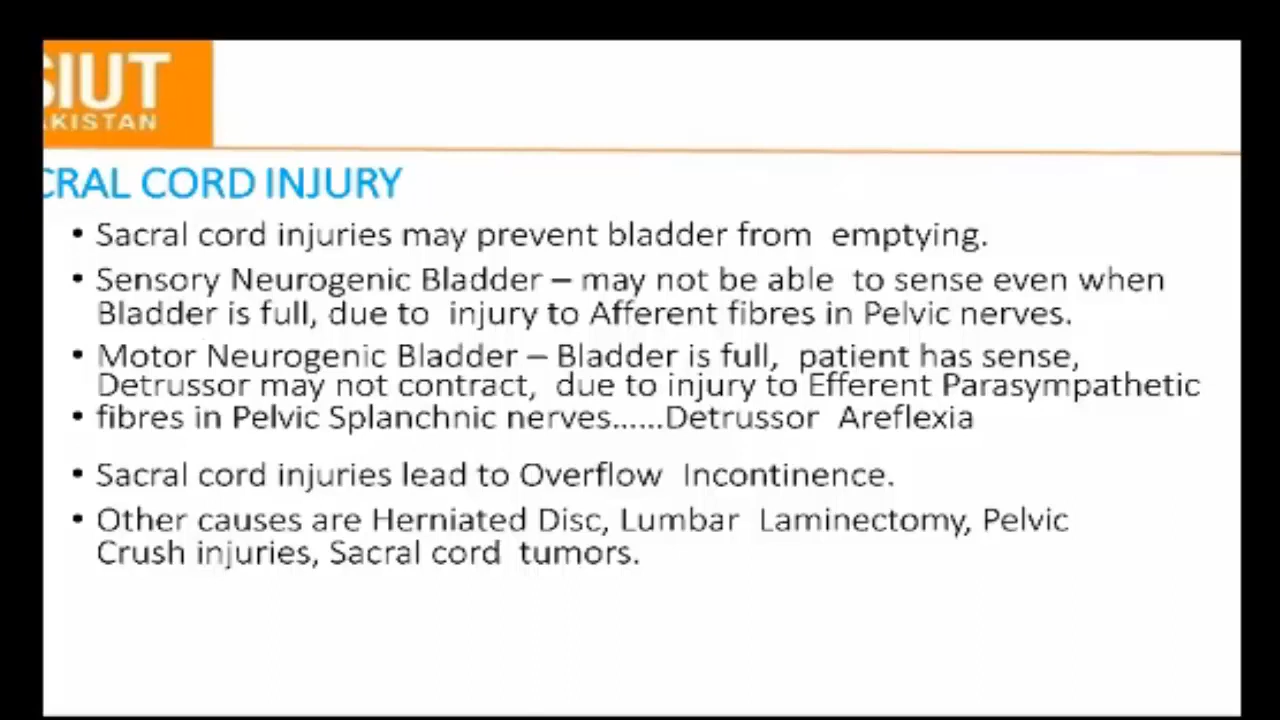 SIUT
AKISTAN
CRAL CORD INJURY
• Sacral cord injuries may prevent bladder from emptying.
• Sensory Neurogenic Bladder – may not be able to sense even when
Bladder is full, due to injury to Afferent fibres in Pelvic nerves.
• Motor Neurogenic Bladder – Bladder is full, patient has sense,
Detrussor may not contract, due to injury to Efferent Parasympathetic
• fibres in Pelvic Splanchnic nerves......Detrussor Areflexia
• Sacral cord injuries lead to Overflow Incontinence.
• Other causes are Herniated Disc, Lumbar Laminectomy, Pelvic
Crush injuries, Sacral cord tumors.